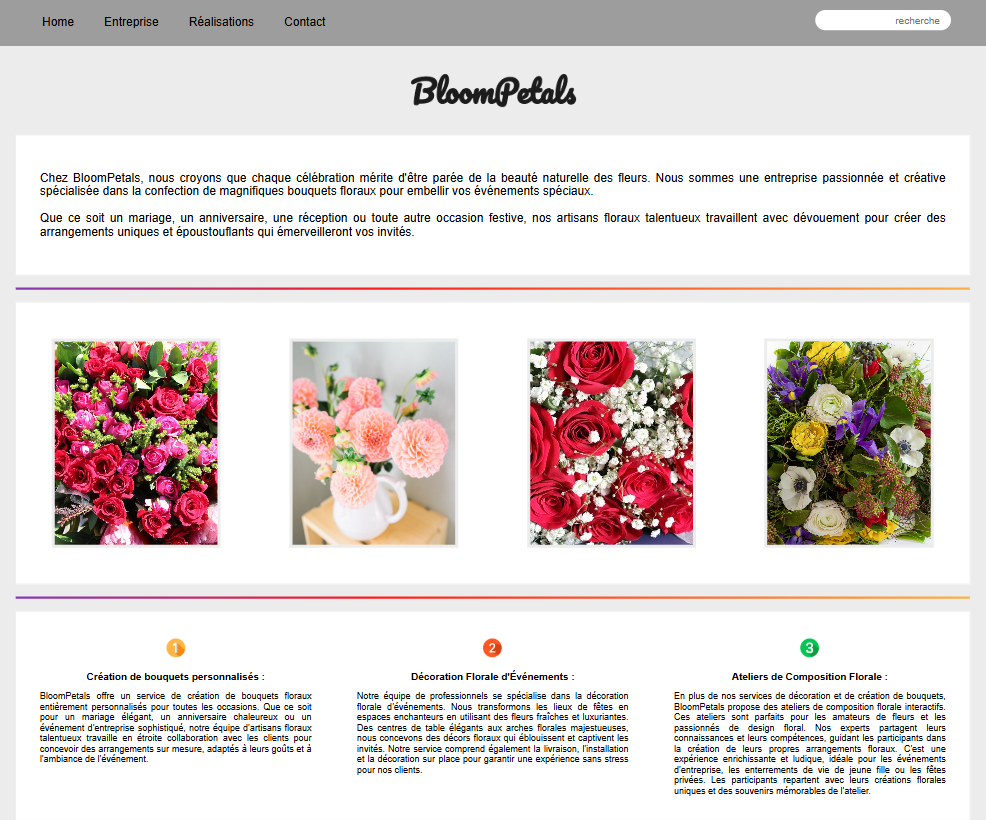 Home Entreprise Réalisations Contact recherche
BloomPetals
Chez BloomPetals, nous croyons que chaque célébration mérite d'être parée de la beauté naturelle des fleurs. Nous sommes une entreprise passionnée et créative
spécialisée dans la confection de magnifiques bouquets floraux pour embellir vos événements spéciaux.
Que ce soit un mariage, un anniversaire, une réception ou toute autre occasion festive, nos artisans floraux talentueux travaillent avec dévouement pour créer des
arrangements uniques et époustouflants qui émerveilleront vos invités.
1
Création de bouquets personnalisés :
BloomPetals offre un service de création de bouquets floraux
entièrement personnalisés pour toutes les occasions. Que ce soit
pour un mariage élégant, un anniversaire chaleureux ou un
événement d'entreprise sophistiqué, notre équipe d'artisans floraux
talentueux travaille en étroite collaboration avec les clients pour
concevoir des arrangements sur mesure, adaptés à leurs goûts et à
l'ambiance de l'événement.
2
Décoration Florale d'Événements :
Notre équipe de professionnels se spécialise dans la décoration
florale d'événements. Nous transformons les lieux de fêtes en
espaces enchanteurs en utilisant des fleurs fraîches et luxuriantes.
Des centres de table élégants aux arches florales majestueuses,
nous concevons des décors floraux qui éblouissent et captivent les
invités. Notre service comprend également la livraison, l'installation
et la décoration sur place pour garantir une expérience sans stress
pour nos clients.
3
Ateliers de Composition Florale :
En plus de nos services de décoration et de création de bouquets,
BloomPetals propose des ateliers de composition florale interactifs.
Ces ateliers sont parfaits pour les amateurs de fleurs et les
passionnés de design floral. Nos experts partagent leurs
connaissances et leurs compétences, guidant les participants dans
la création de leurs propres arrangements floraux. C'est une
expérience enrichissante et ludique, idéale pour les événements
d'entreprise, les enterrements de vie de jeune fille ou les fêtes
privées. Les participants repartent avec leurs créations florales
uniques et des souvenirs mémorables de l'atelier.